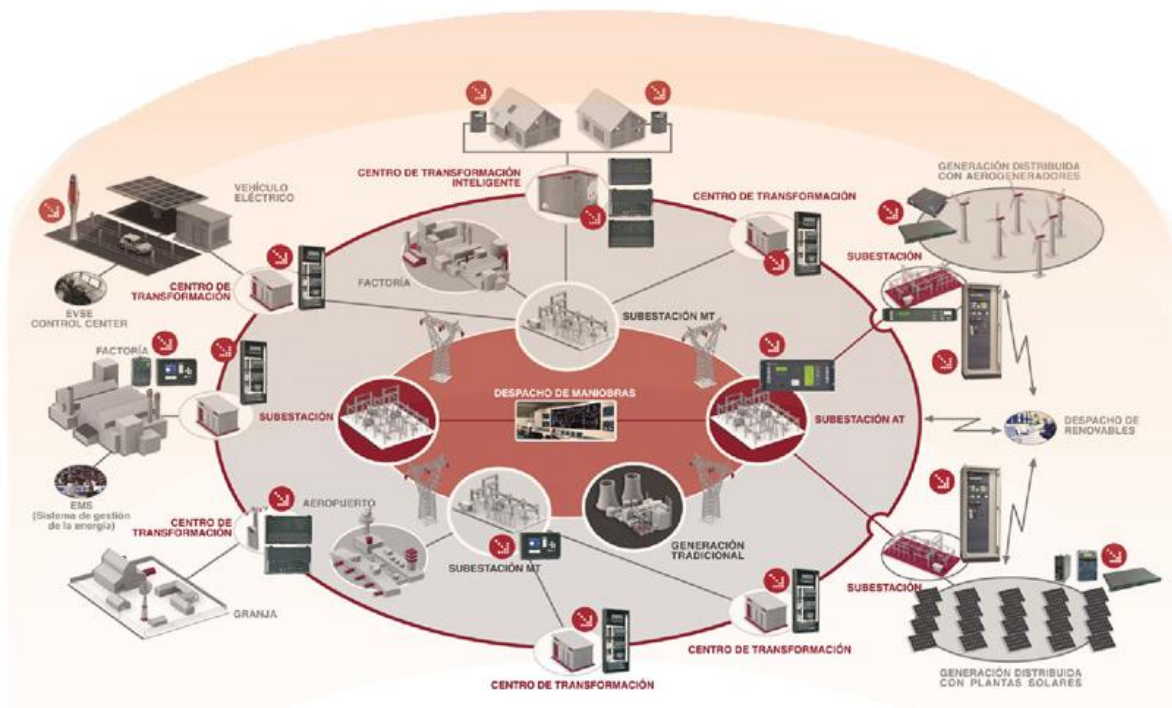 CENTRO DE TRANSFORMACIÓN
INTELIGENTE
CENTRO DE TRANSFORMACIÓN
GENERACIÓN DISTRIBUIDA
CON AEROGENERADORES
VEHÍCULO
ELÉCTRICO
SUBESTACIÓN
FACTORÍA
CENTRO DE
TRANSFORMACIÓN
EVSE
CONTROL CENTER
SUBESTACIÓN MT
FACTORÍA
DESPACHO DE MANIOBRAS
SUBESTACIÓN
SUBESTACIÓN AT
DESPACHO DE
RENOVABLES
EMS
(Sistema de gestión
de la energía)
AEROPUERTO
CENTRO DE
TRANSFORMACIÓN
GENERACIÓN
TRADICIONAL
SUBESTACIÓN MT
SUBESTACIÓN
GRANJA
CENTRO DE TRANSFORMACIÓN
GENERACIÓN DISTRIBUIDA
CON PLANTAS SOLARES
CENTRO DE TRANSFORMACIÓN